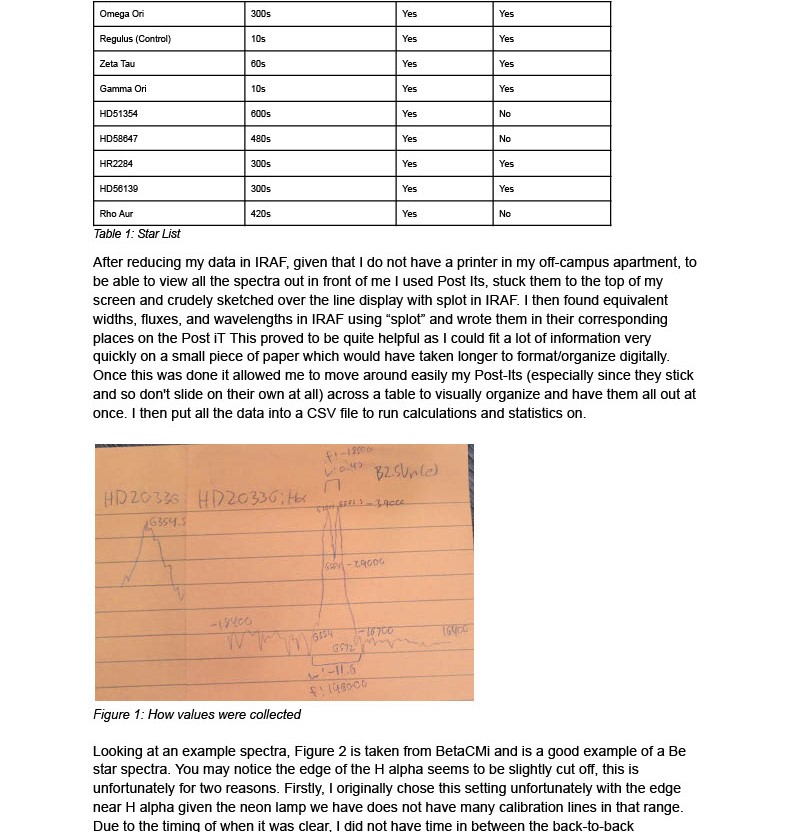 Omega Ori 300s Yes Yes
Regulus (Control) 10s Yes Yes
Zeta Tau 60s Yes Yes
Gamma Ori 10s Yes Yes
HD51354 600s Yes No
HD58647 480s Yes No
HR2284 300s Yes Yes
HD56139 300s Yes Yes
Rho Aur 420s Yes No
Table 1: Star List
After reducing my data in IRAF, given that I do not have a printer in my off-campus apartment, to
be able to view all the spectra out in front of me I used Post Its, stuck them to the top of my
screen and crudely sketched over the line display with splot in IRAF. I then found equivalent
widths, fluxes, and wavelengths in IRAF using “splot” and wrote them in their corresponding
places on the Post iT This proved to be quite helpful as I could fit a lot of information very
quickly on a small piece of paper which would have taken longer to format/organize digitally.
Once this was done it allowed me to move around easily my Post-Its (especially since they stick
and so don't slide on their own at all) across a table to visually organize and have them all out at
once. I then put all the data into a CSV file to run calculations and statistics on.
HD20336 HD20336: Hα
6354.5
-39000
-29000
-18400
6554
-18700
6572
-11.5
Figure 1: How values were collected
Looking at an example spectra, Figure 2 is taken from BetaCMi and is a good example of a Be
star spectra. You may notice the edge of the H alpha seems to be slightly cut off, this is
unfortunately for two reasons. Firstly, I originally chose this setting unfortunately with the edge
near H alpha given the neon lamp we have does not have many calibration lines in that range.
Due to the timing of when it was clear, I did not have time in between the back-to-back